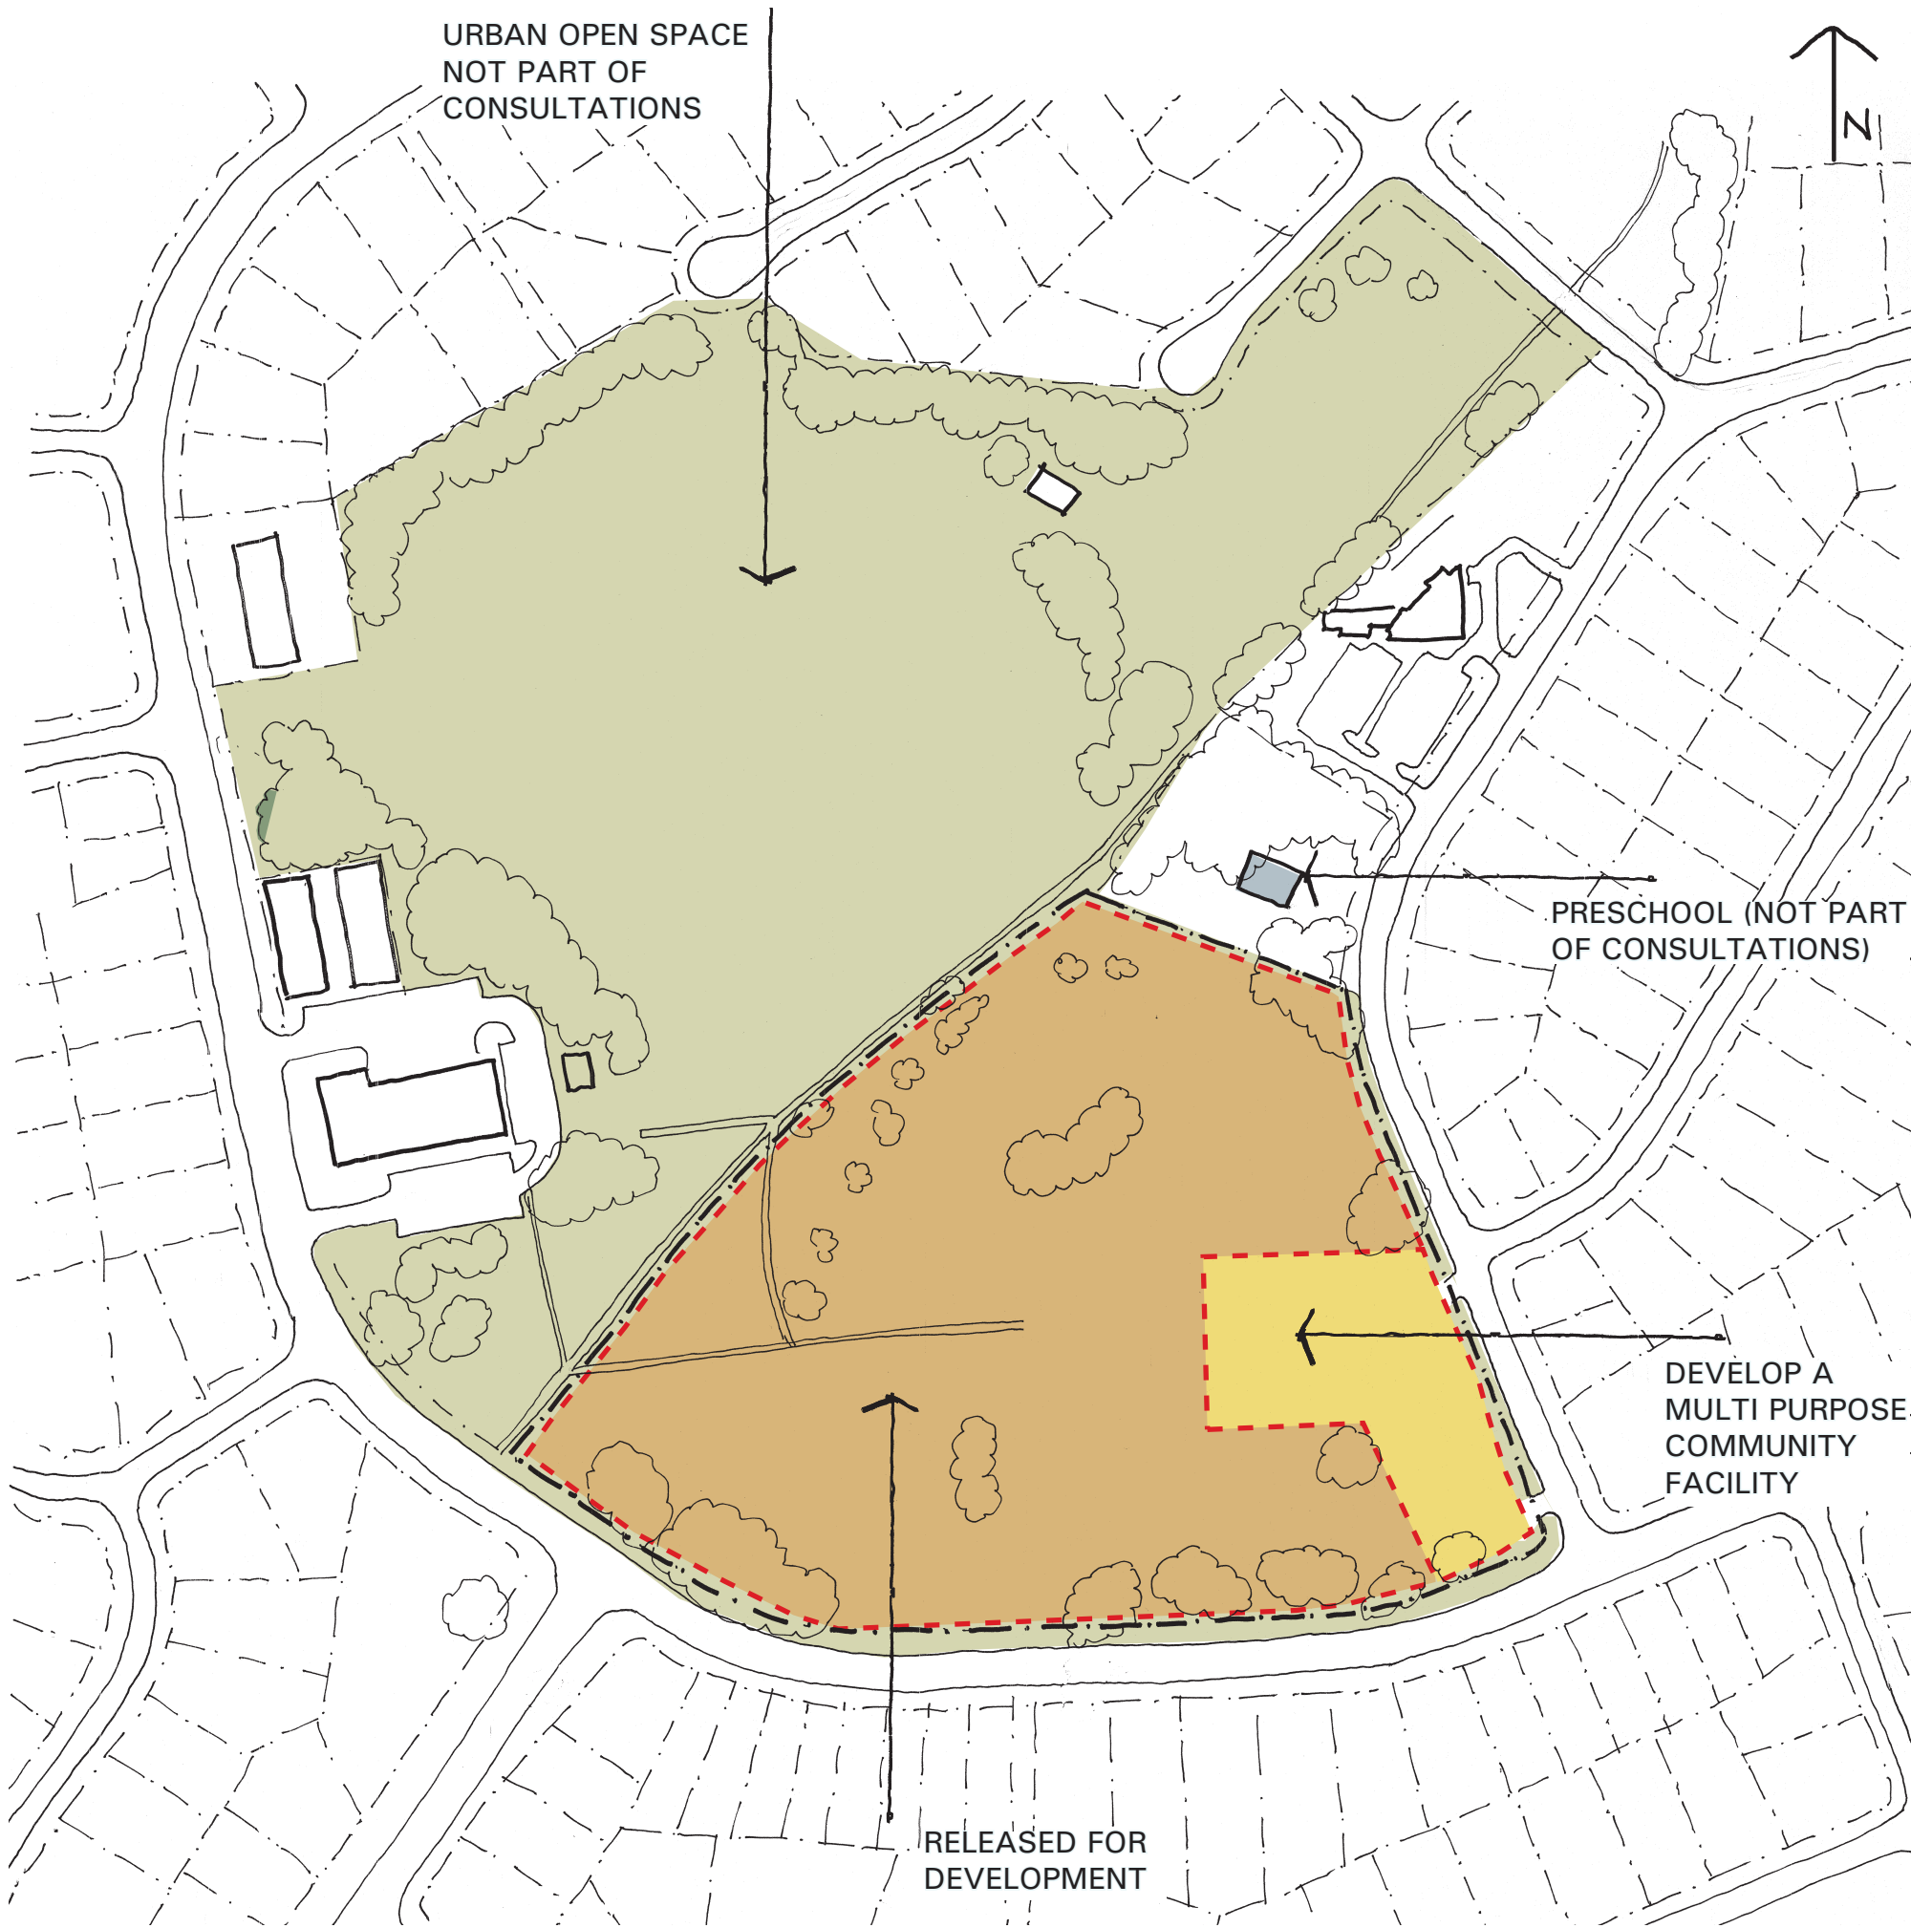 URBAN OPEN SPACE
NOT PART OF
CONSULTATIONS
N
PRESCHOOL (NOT PART
OF CONSULTATIONS)
DEVELOP A
MULTI PURPOSE
COMMUNITY
FACILITY
RELEASED FOR
DEVELOPMENT